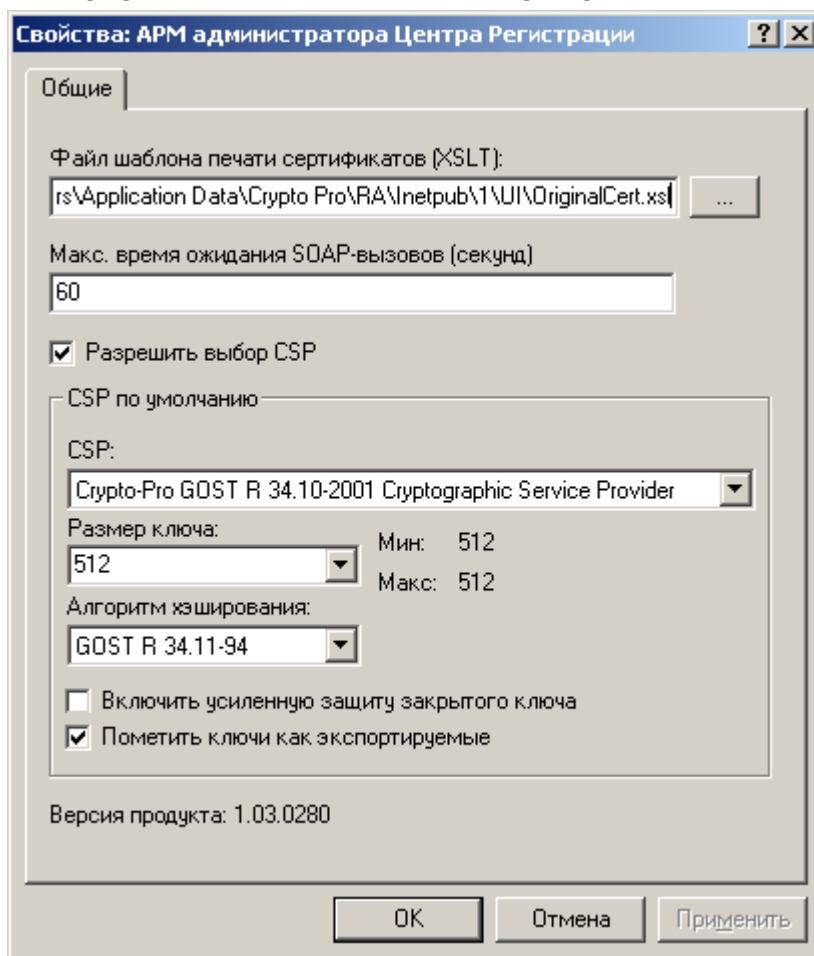 Свойства: АРМ администратора Центра Регистрации
Общие
Файл шаблона печати сертификатов (XSLT):
rs\Application Data\Crypto Pro\RA\Inetpub\1\UI\OriginalCert.xsl
...
Макс. время ожидания SOAP-вызовов (секунд)
60
Разрешить выбор CSP
CSP по умолчанию
CSP:
Crypto-Pro GOST R 34.10-2001 Cryptographic Service Provider
Размер ключа:
512
Мин: 512
Макс: 512
Алгоритм хэширования:
GOST R 34.11-94
Включить усиленную защиту закрытого ключа
Пометить ключи как экспортируемые
Версия продукта: 1.03.0280
OK
Отмена
Применить